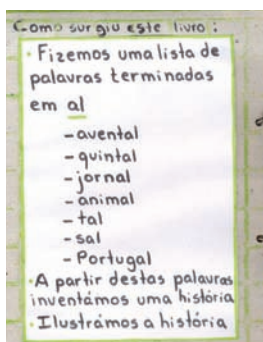 Como surgiu este livro:
• Fizemos uma lista de
palavras terminadas
em al
- avental
- quintal
- jornal
- animal
- tal
- sal
- Portugal
• A partir destas palavras
inventámos uma história
• Ilustrámos a história